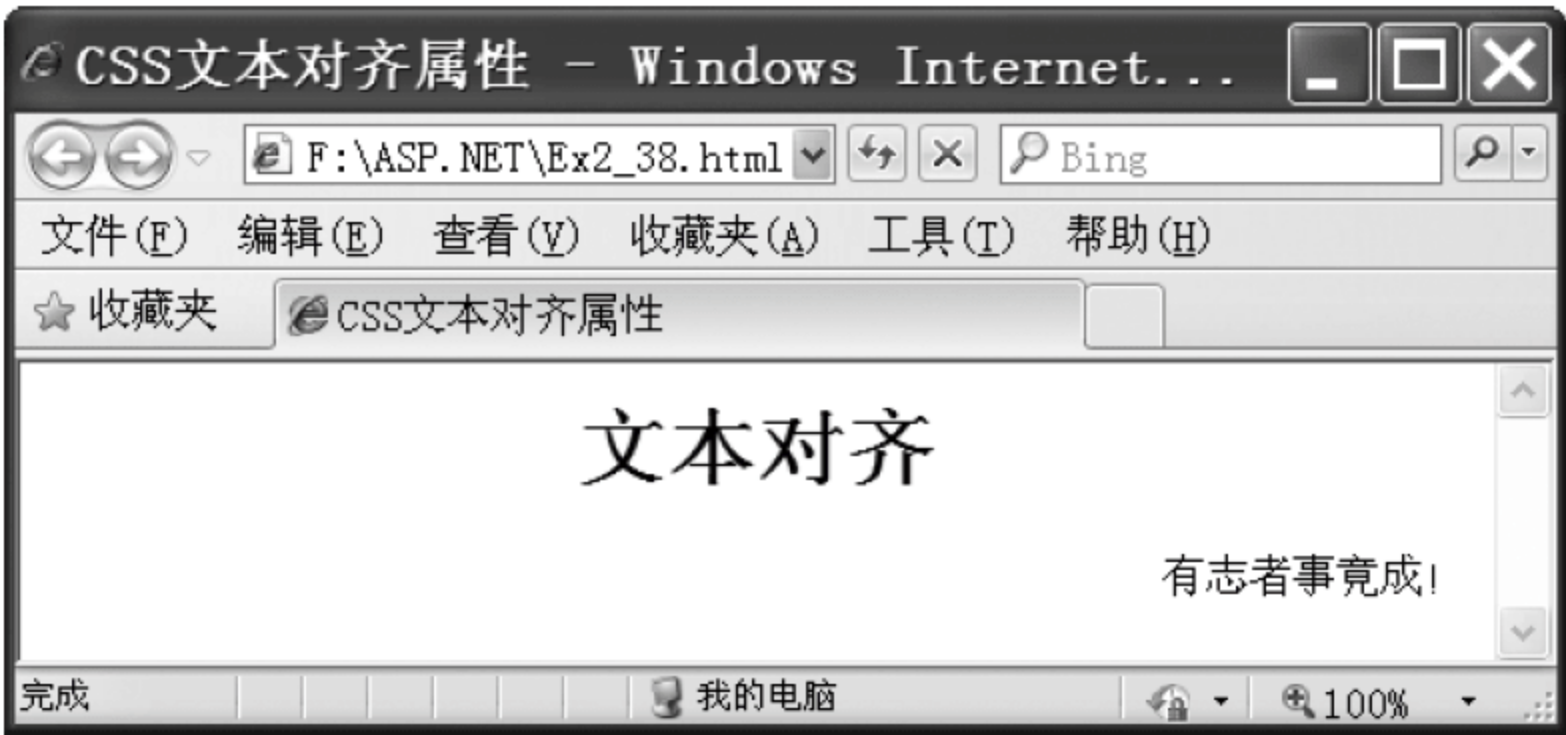 CSS文本对齐属性 - Windows Internet...
F:\ASP.NET\Ex2_38.html Bing
文件(F) 编辑(E) 查看(V) 收藏夹(A) 工具(T) 帮助(H)
收藏夹 CSS文本对齐属性
文本对齐
有志者事竟成!
完成 我的电脑 100%